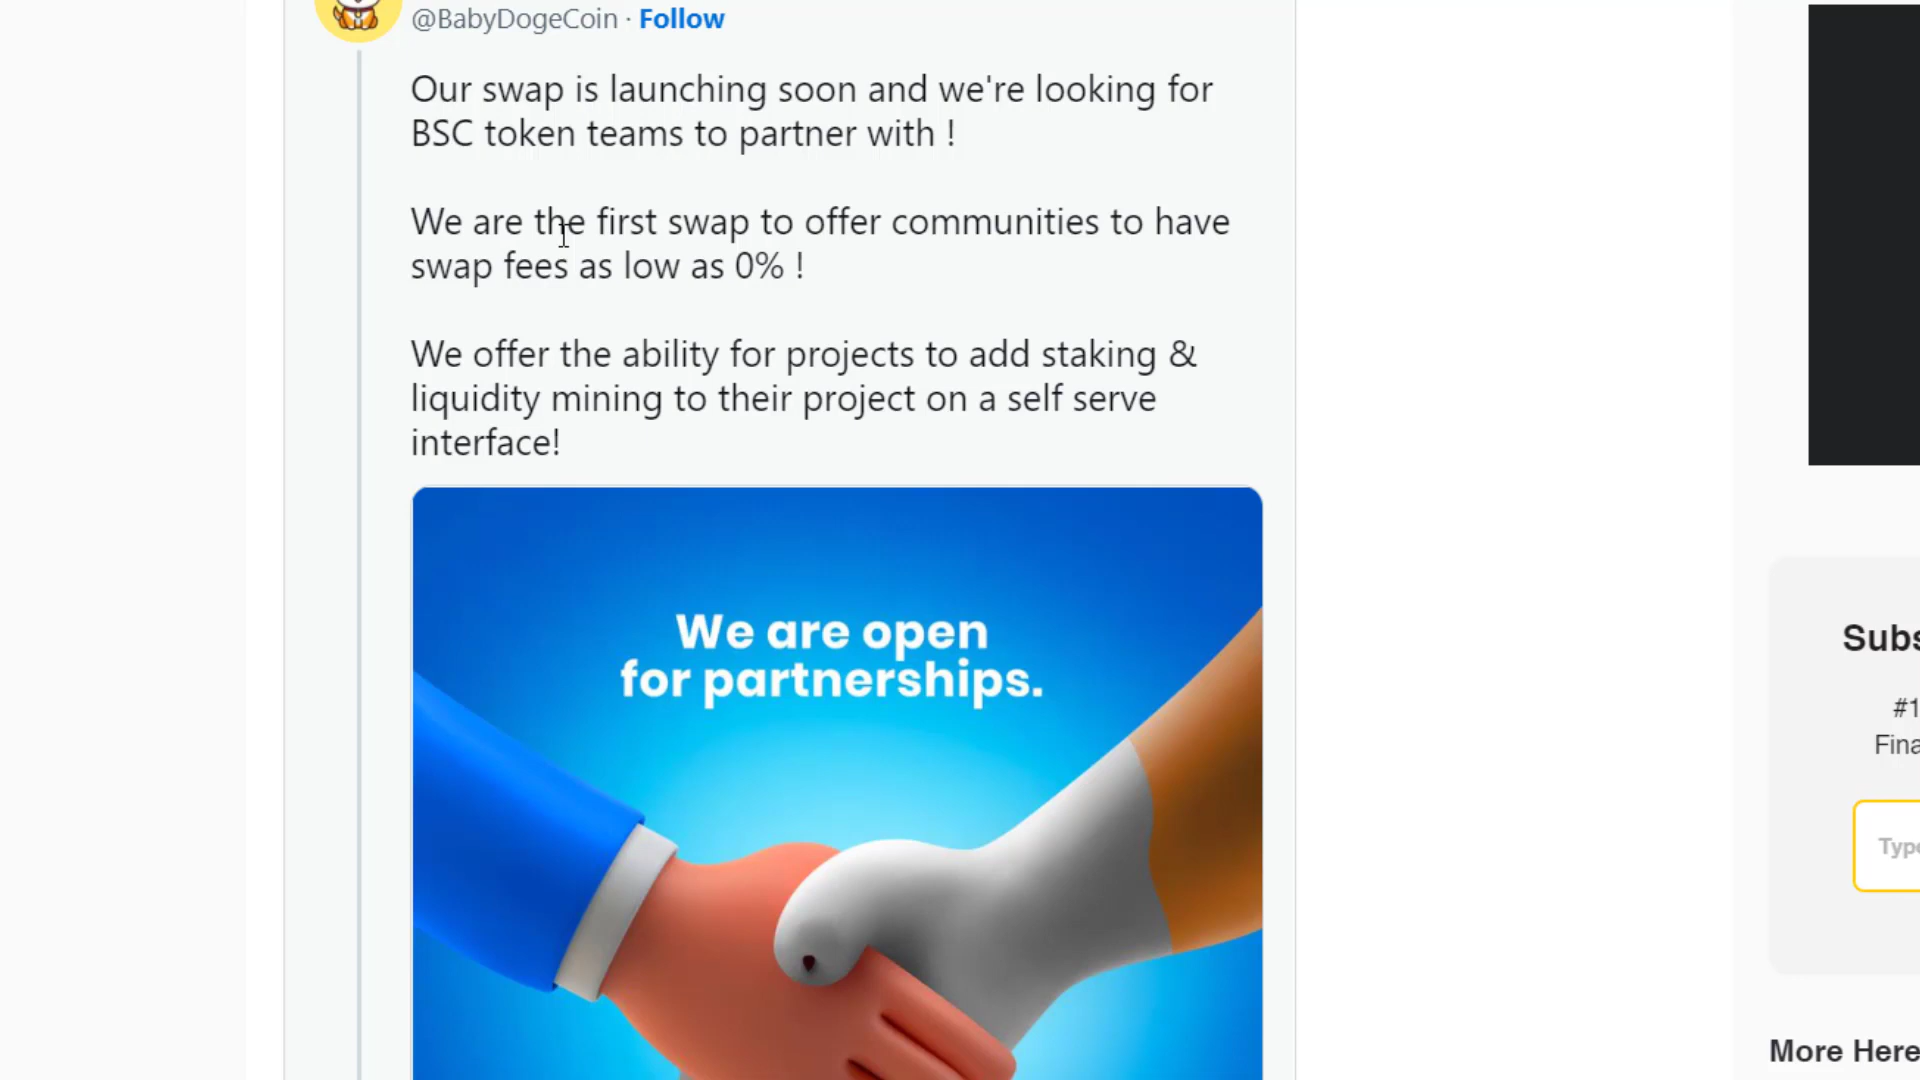 @BabyDogeCoin · Follow
Our swap is launching soon and we're looking for
BSC token teams to partner with !
We are the first swap to offer communities to have
swap fees as low as 0% !
We offer the ability for projects to add staking &
liquidity mining to their project on a self serve
interface!
We are open
for partnerships.
Subs
#1
Fina
Type
More Here